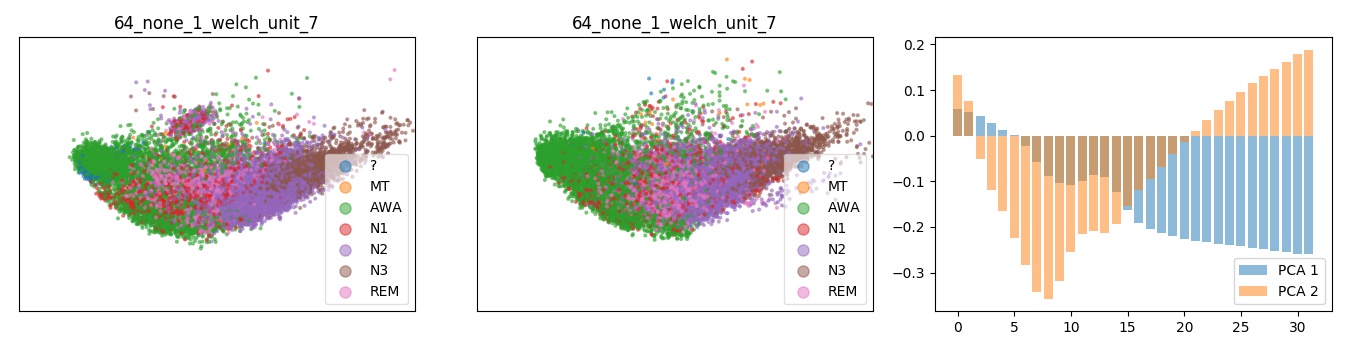 64_none_1_welch_unit_7
?
MT
AWA
N1
N2
N3
REM
64_none_1_welch_unit_7
?
MT
AWA
N1
N2
N3
REM
0.2
0.1
0.0
−0.1
−0.2
−0.3
0 5 10 15 20 25 30
PCA 1
PCA 2